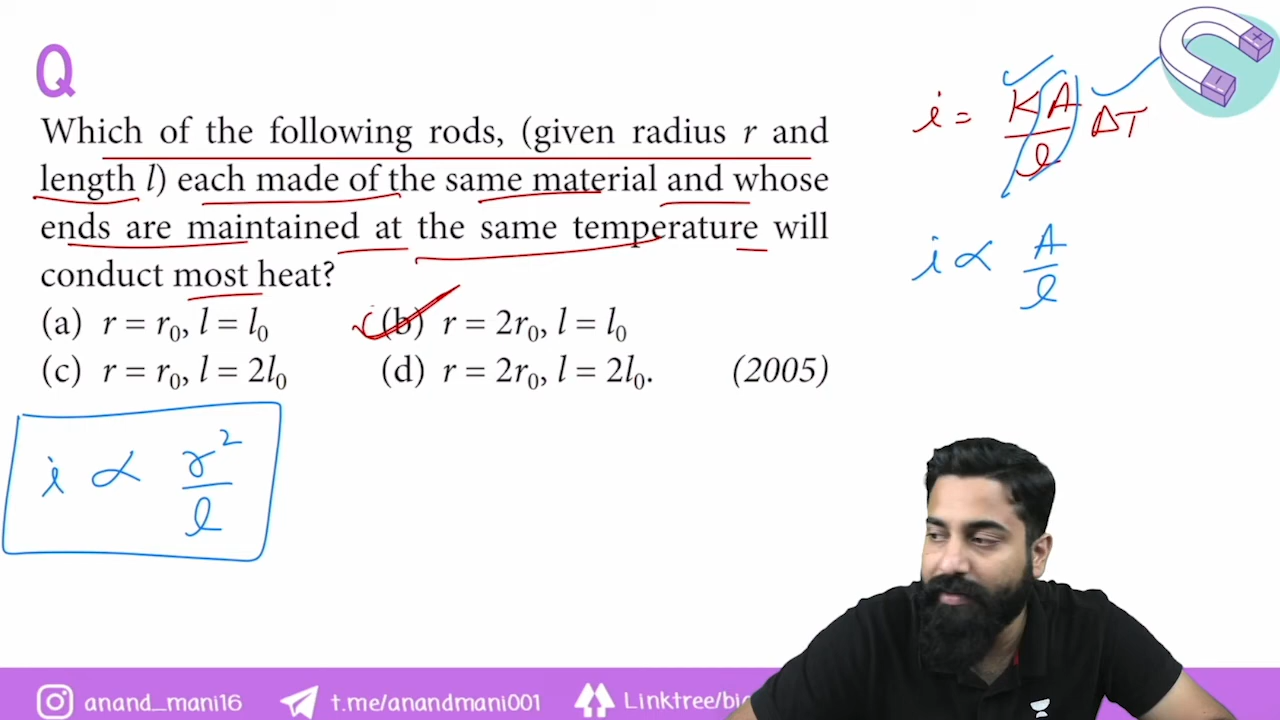 Q
Which of the following rods, (given radius r and
length l) each made of the same material and whose
ends are maintained at the same temperature will
conduct most heat?
(a) r = r₀, l = l₀ (b) r = 2r₀, l = l₀
(c) r = r₀, l = 2l₀ (d) r = 2r₀, l = 2l₀. (2005)
i = KA/l ΔT
i ∝ A/l
i ∝ r²/l
anand_mani16 t.me/anandmani001